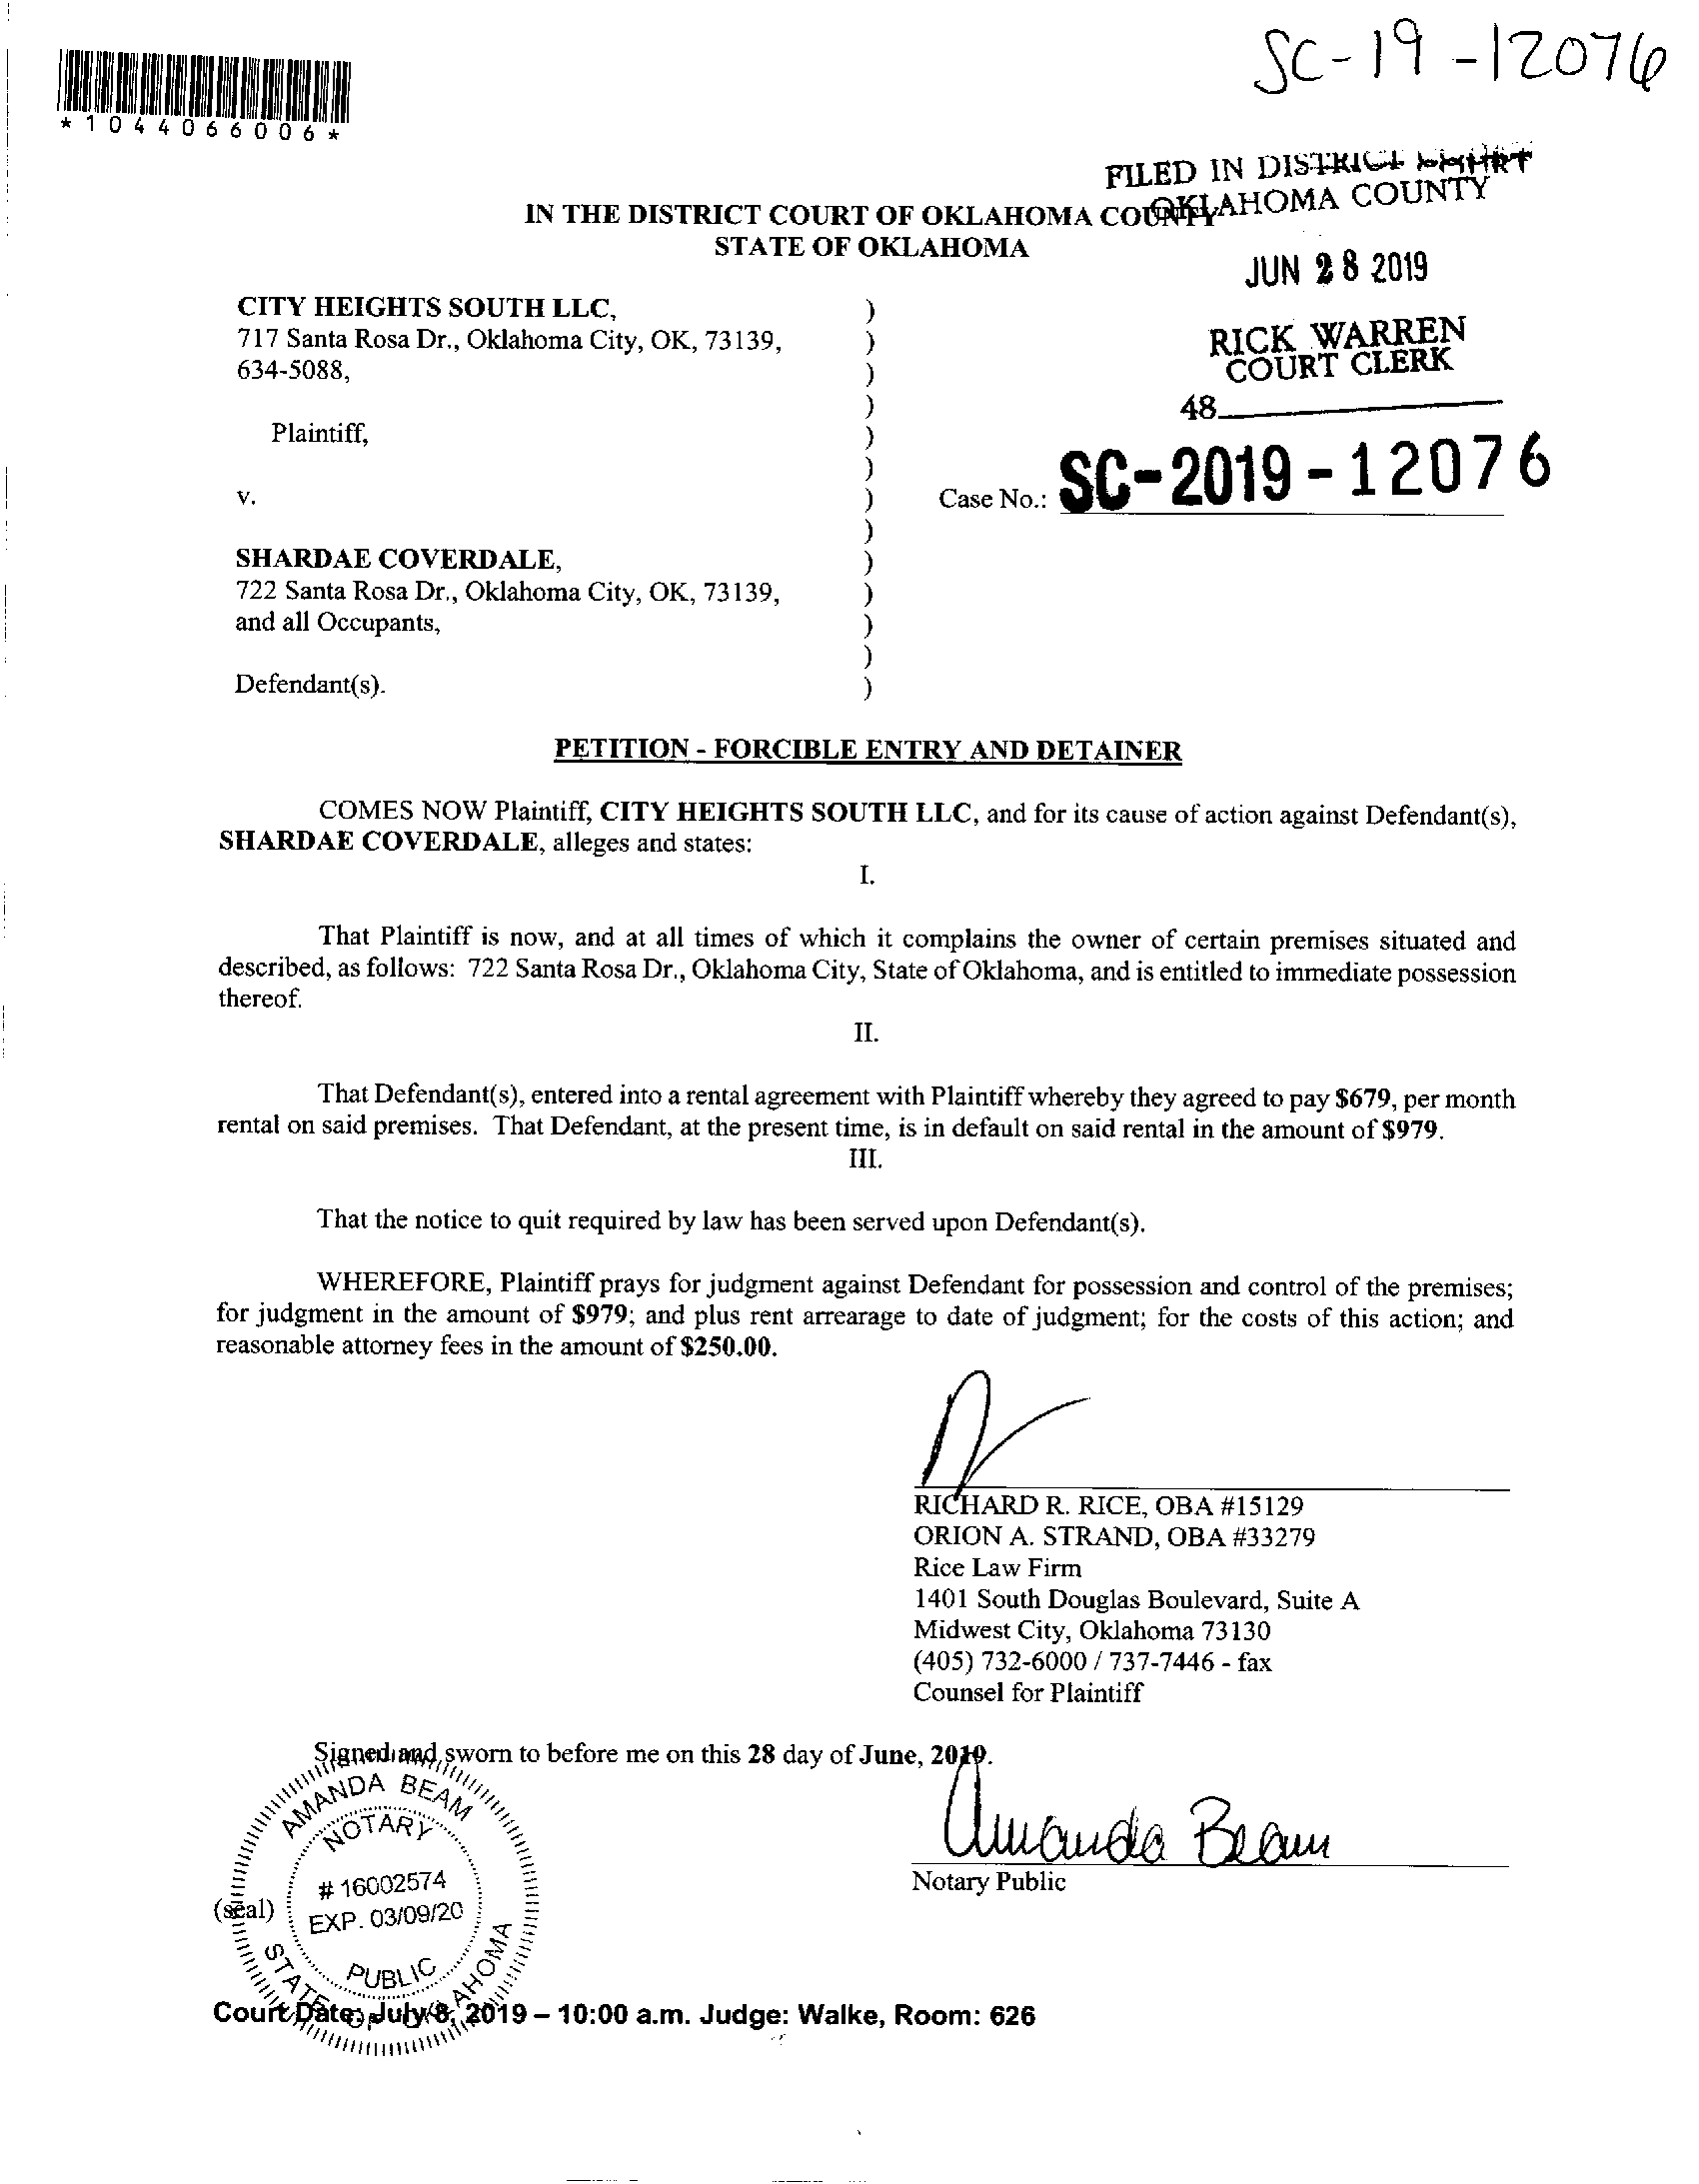 SC-19-12076
*1044066006*
FILED IN DISTRICT COURT
OKLAHOMA COUNTY
IN THE DISTRICT COURT OF OKLAHOMA COUNTY
STATE OF OKLAHOMA
JUN 28 2019
RICK WARREN
COURT CLERK
48
CITY HEIGHTS SOUTH LLC, )
717 Santa Rosa Dr., Oklahoma City, OK, 73139, )
634-5088, )
)
Plaintiff, )
)
v. ) Case No.: SC-2019-12076
)
SHARDAE COVERDALE, )
722 Santa Rosa Dr., Oklahoma City, OK, 73139, )
and all Occupants, )
)
Defendant(s). )
PETITION - FORCIBLE ENTRY AND DETAINER
COMES NOW Plaintiff, CITY HEIGHTS SOUTH LLC, and for its cause of action against Defendant(s),
SHARDAE COVERDALE, alleges and states:
I.
That Plaintiff is now, and at all times of which it complains the owner of certain premises situated and
described, as follows: 722 Santa Rosa Dr., Oklahoma City, State of Oklahoma, and is entitled to immediate possession
thereof.
II.
That Defendant(s), entered into a rental agreement with Plaintiff whereby they agreed to pay $679, per month
rental on said premises. That Defendant, at the present time, is in default on said rental in the amount of $979.
III.
That the notice to quit required by law has been served upon Defendant(s).
WHEREFORE, Plaintiff prays for judgment against Defendant for possession and control of the premises;
for judgment in the amount of $979; and plus rent arrearage to date of judgment; for the costs of this action; and
reasonable attorney fees in the amount of $250.00.
RICHARD R. RICE, OBA #15129
ORION A. STRAND, OBA #33279
Rice Law Firm
1401 South Douglas Boulevard, Suite A
Midwest City, Oklahoma 73130
(405) 732-6000 / 737-7446 - fax
Counsel for Plaintiff
Signed and sworn to before me on this 28 day of June, 2019.
Amanda Beam
Notary Public
(seal)
AMANDA BEAM
NOTARY
# 16002574
EXP. 03/09/20
PUBLIC
STATE OF OKLAHOMA
Court Date: July 8, 2019 – 10:00 a.m. Judge: Walke, Room: 626